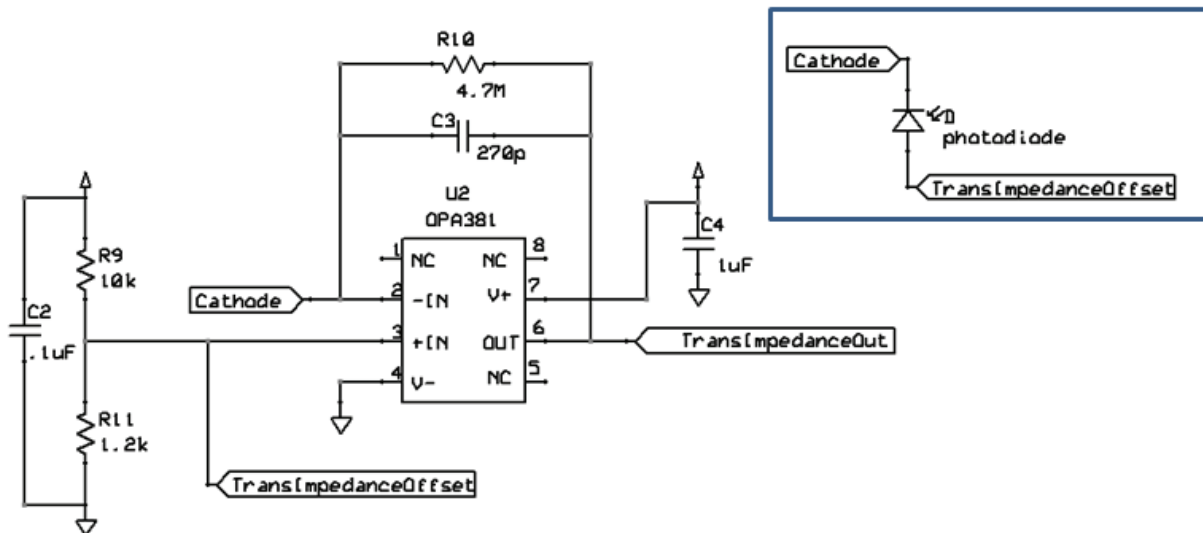 R10
4.7M
C3
270p
U2
OPA381
1
NC
2
-IN
3
+IN
4
V-
NC
8
V+
7
OUT
6
NC
5
Cathode
R9
10k
C2
.1uF
R11
1.2k
TransImpedanceOffset
C4
1uF
TransImpedanceOut
Cathode
D
photodiode
TransImpedanceOffset